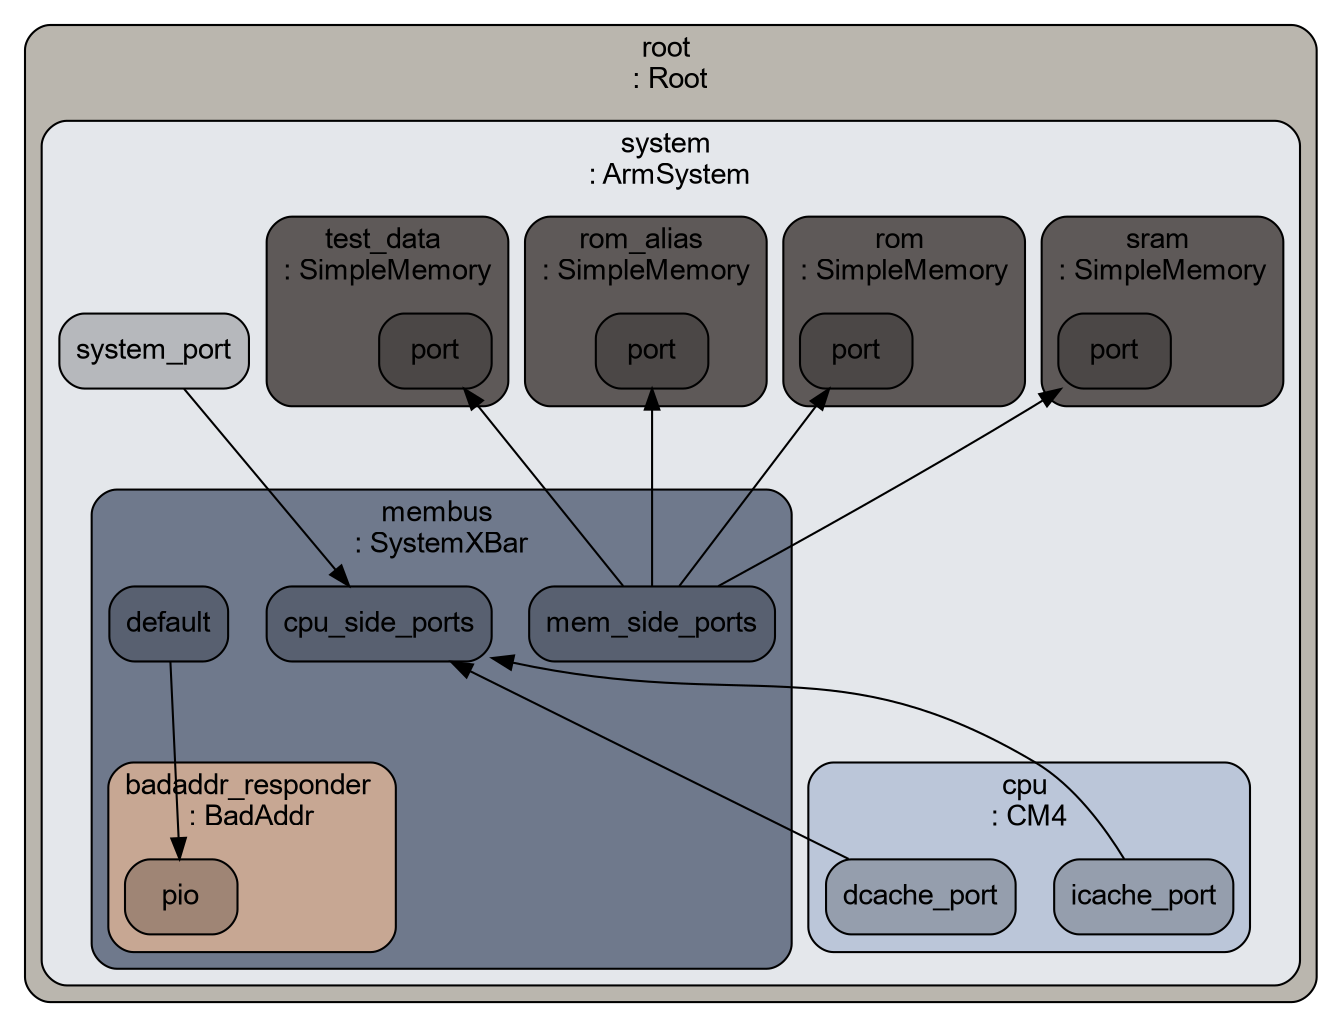 root
: Root
system
: ArmSystem
test_data
: SimpleMemory
rom_alias
: SimpleMemory
rom
: SimpleMemory
sram
: SimpleMemory
system_port
port
port
port
port
membus
: SystemXBar
default
cpu_side_ports
mem_side_ports
badaddr_responder
: BadAddr
cpu
: CM4
pio
dcache_port
icache_port